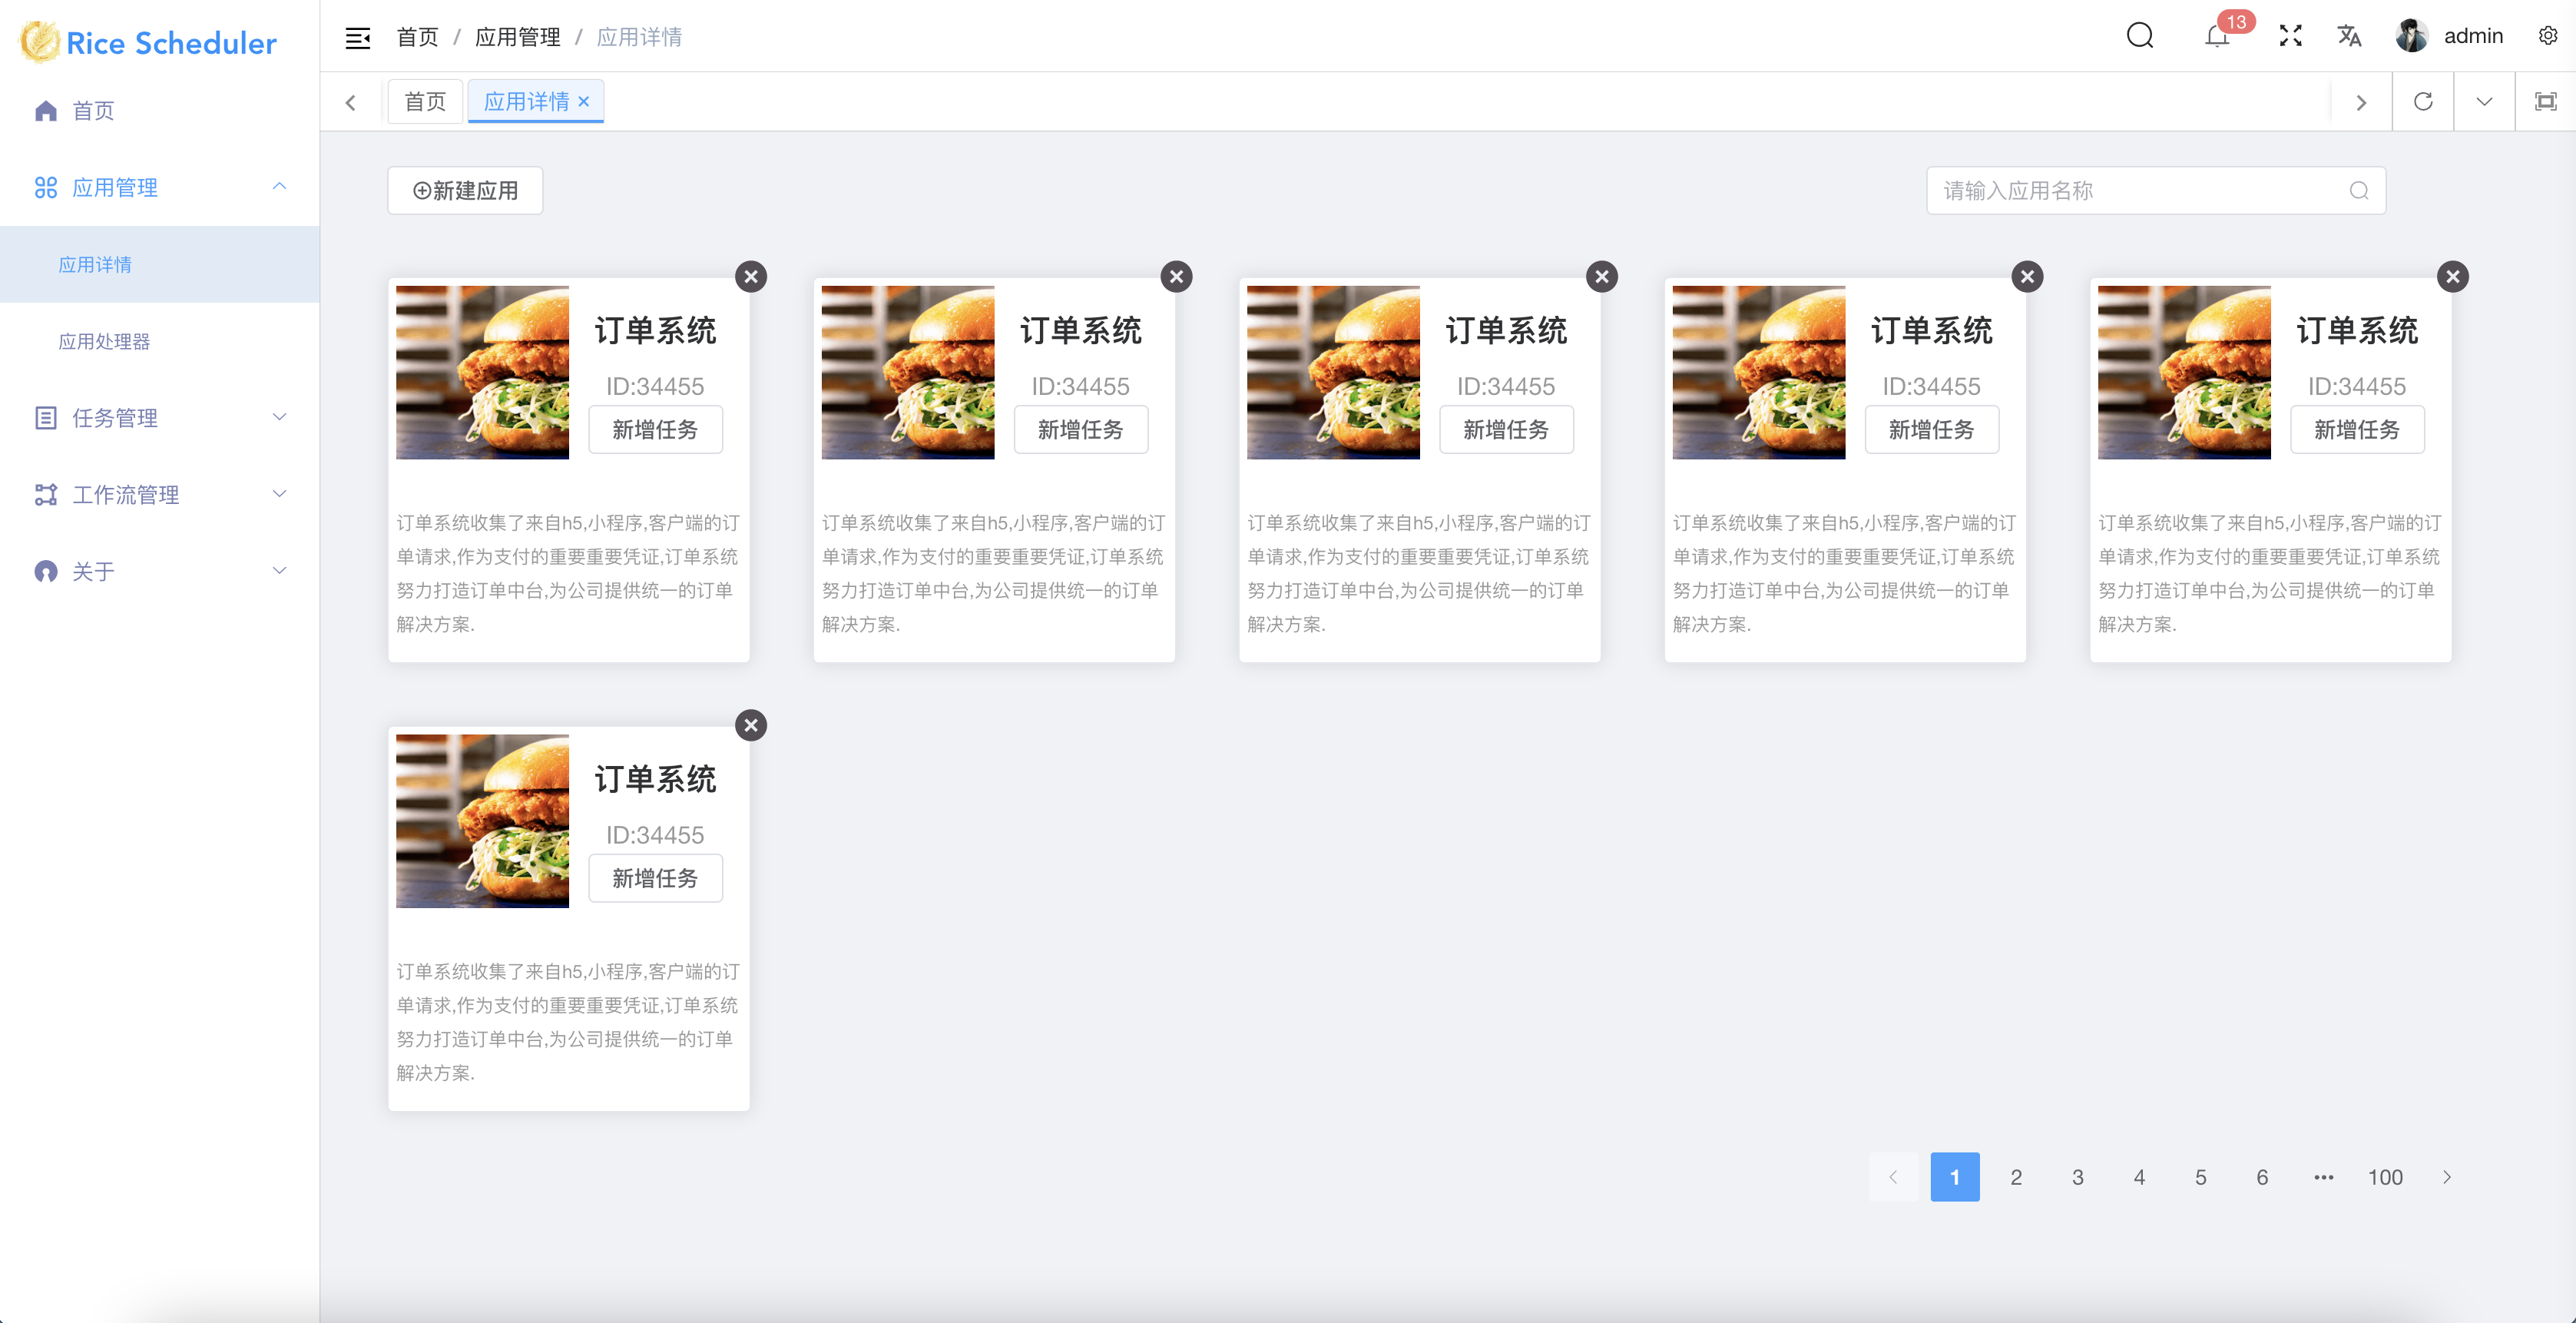 Rice Scheduler
首页 / 应用管理 / 应用详情
13
admin
首页
应用详情
首页
应用管理
应用详情
应用处理器
任务管理
工作流管理
关于
新建应用
请输入应用名称
订单系统
ID:34455
新增任务
订单系统收集了来自h5,小程序,客户端的订
单请求,作为支付的重要重要凭证,订单系统
努力打造订单中台,为公司提供统一的订单
解决方案.
订单系统
ID:34455
新增任务
订单系统收集了来自h5,小程序,客户端的订
单请求,作为支付的重要重要凭证,订单系统
努力打造订单中台,为公司提供统一的订单
解决方案.
订单系统
ID:34455
新增任务
订单系统收集了来自h5,小程序,客户端的订
单请求,作为支付的重要重要凭证,订单系统
努力打造订单中台,为公司提供统一的订单
解决方案.
订单系统
ID:34455
新增任务
订单系统收集了来自h5,小程序,客户端的订
单请求,作为支付的重要重要凭证,订单系统
努力打造订单中台,为公司提供统一的订单
解决方案.
订单系统
ID:34455
新增任务
订单系统收集了来自h5,小程序,客户端的订
单请求,作为支付的重要重要凭证,订单系统
努力打造订单中台,为公司提供统一的订单
解决方案.
订单系统
ID:34455
新增任务
订单系统收集了来自h5,小程序,客户端的订
单请求,作为支付的重要重要凭证,订单系统
努力打造订单中台,为公司提供统一的订单
解决方案.
1 2 3 4 5 6 ••• 100